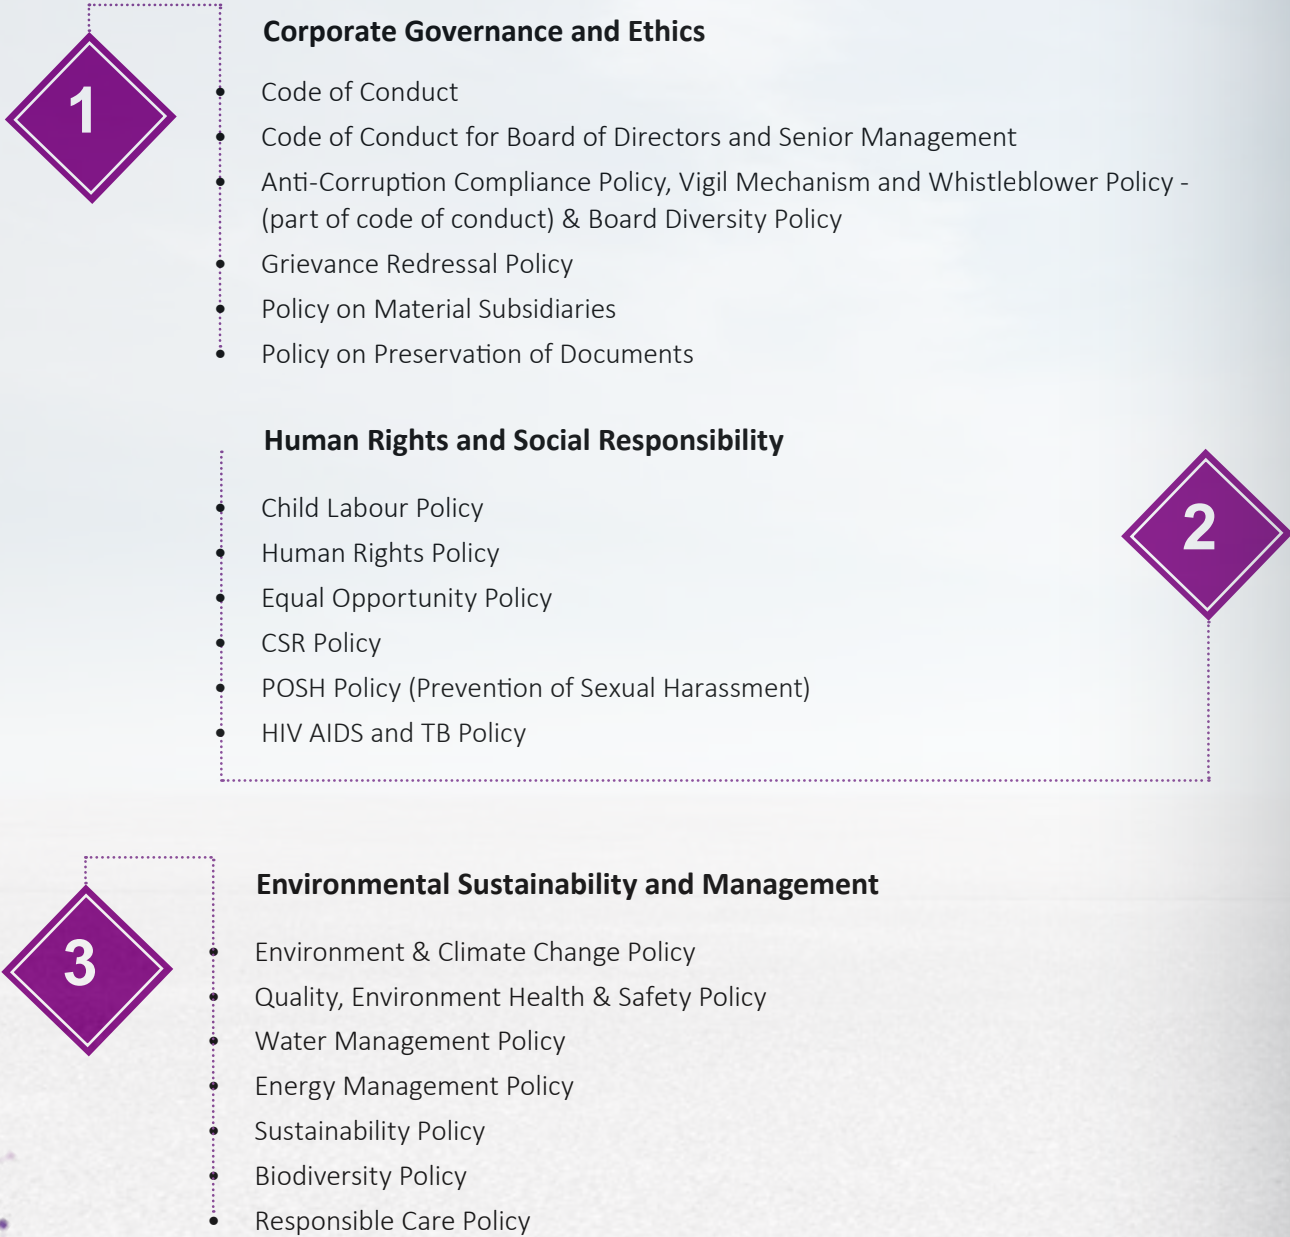 Corporate Governance and Ethics
1
• Code of Conduct
• Code of Conduct for Board of Directors and Senior Management
• Anti-Corruption Compliance Policy, Vigil Mechanism and Whistleblower Policy -
(part of code of conduct) & Board Diversity Policy
• Grievance Redressal Policy
• Policy on Material Subsidiaries
• Policy on Preservation of Documents
Human Rights and Social Responsibility
2
• Child Labour Policy
• Human Rights Policy
• Equal Opportunity Policy
• CSR Policy
• POSH Policy (Prevention of Sexual Harassment)
• HIV AIDS and TB Policy
Environmental Sustainability and Management
3
• Environment & Climate Change Policy
• Quality, Environment Health & Safety Policy
• Water Management Policy
• Energy Management Policy
• Sustainability Policy
• Biodiversity Policy
• Responsible Care Policy